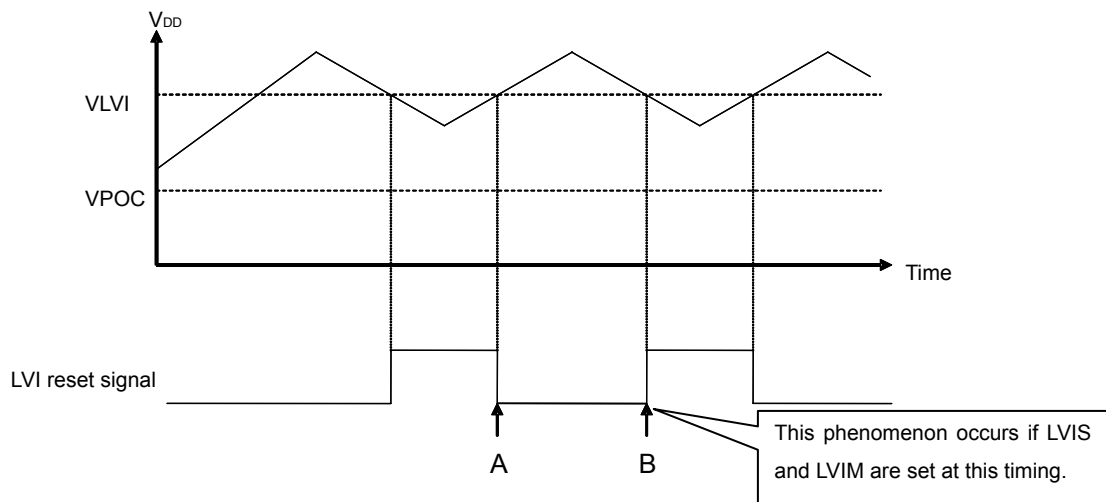 VDD
VLVI
VPOC
Time
LVI reset signal
A
B
This phenomenon occurs if LVIS
and LVIM are set at this timing.